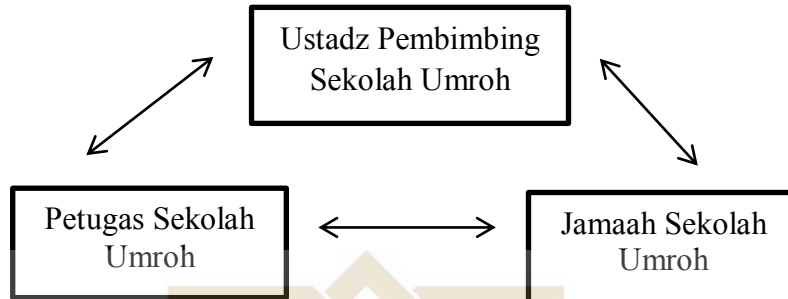 Ustadz Pembimbing
Sekolah Umroh
Petugas Sekolah
Umroh
Jamaah Sekolah
Umroh